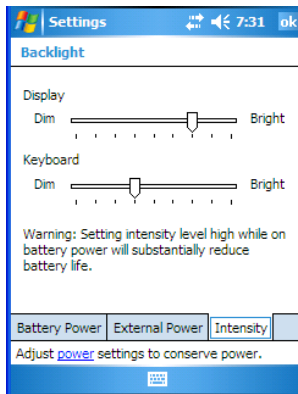 Settings 7:31 ok
Backlight
Display
Dim Bright
Keyboard
Dim Bright
Warning: Setting intensity level
high while on
battery power will substantially reduce
battery life.
Battery Power External Power Intensity
Adjust power settings to conserve power.